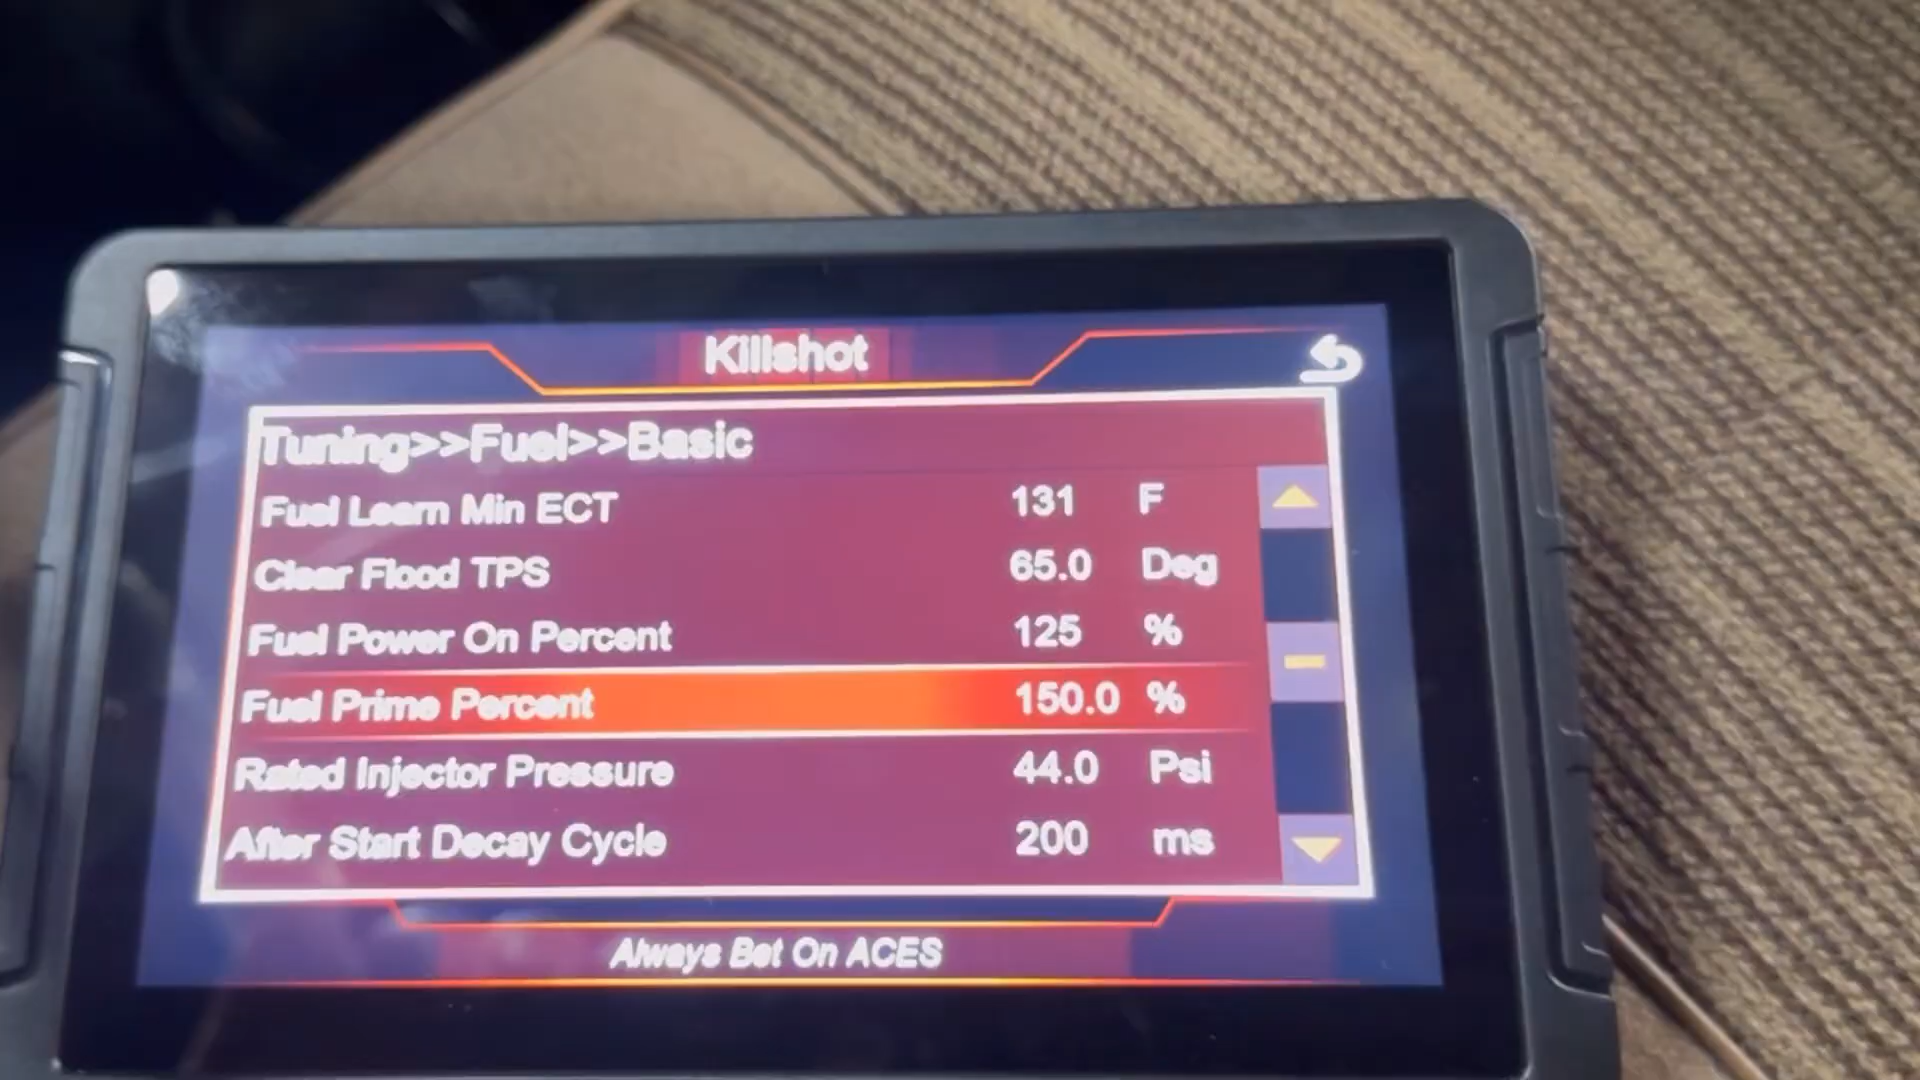 Killshot
Tuning>>Fuel>>Basic
Fuel Learn Min ECT 131 F
Clear Flood TPS 65.0 Deg
Fuel Power On Percent 125 %
Fuel Prime Percent 150.0 %
Rated Injector Pressure 44.0 Psi
After Start Decay Cycle 200 ms
Always Bet On ACES